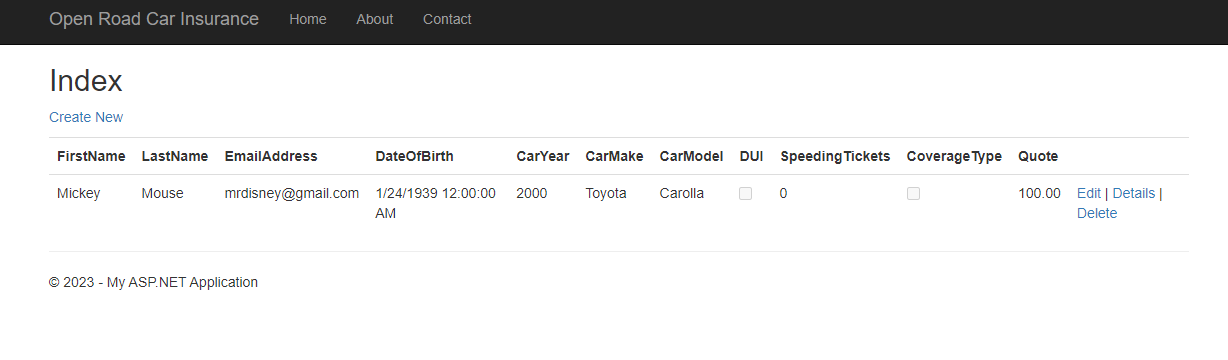 Open Road Car Insurance Home About Contact
Index
Create New
FirstName LastName EmailAddress DateOfBirth CarYear CarMake CarModel DUI SpeedingTickets CoverageType Quote
Mickey Mouse mrdisney@gmail.com 1/24/1939 12:00:00 2000 Toyota Carolla 0 100.00 Edit | Details |
AM Delete
© 2023 - My ASP.NET Application